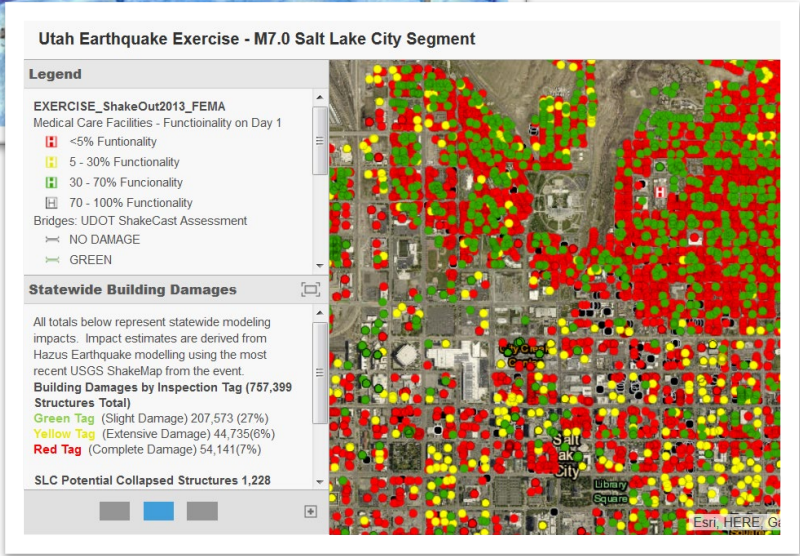 Utah Earthquake Exercise - M7.0 Salt Lake City Segment
Legend
EXERCISE_ShakeOut2013_FEMA
Medical Care Facilities - Functioinality on Day 1
H <5% Funtionality
H 5 - 30% Functionality
H 30 - 70% Funcionality
H 70 - 100% Functionality
Bridges: UDOT ShakeCast Assessment
NO DAMAGE
GREEN
Statewide Building Damages
All totals below represent statewide modeling
impacts. Impact estimates are derived from
Hazus Earthquake modelling using the most
recent USGS ShakeMap from the event.
Building Damages by Inspection Tag (757,399
Structures Total)
Green Tag (Slight Damage) 207,573 (27%)
Yellow Tag (Extensive Damage) 44,735(6%)
Red Tag (Complete Damage) 54,141(7%)
SLC Potential Collapsed Structures 1,228
H
Salt
Lake
City
Library
Square
Esri, HERE, Ga